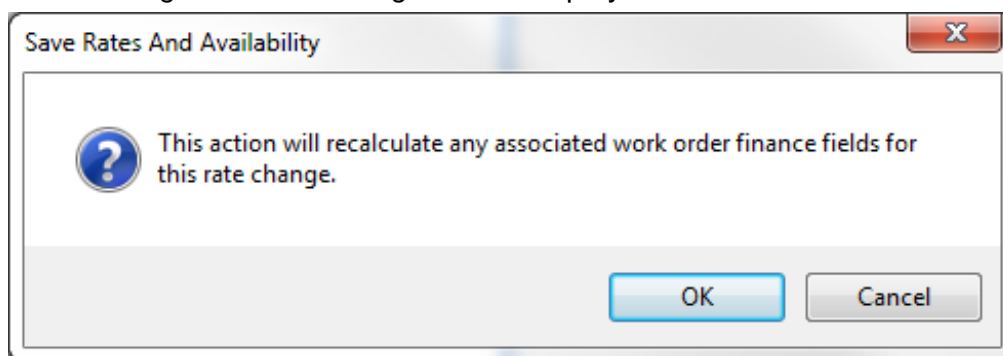 Save Rates And Availability
This action will recalculate any associated work order finance fields for
this rate change.
OK
Cancel